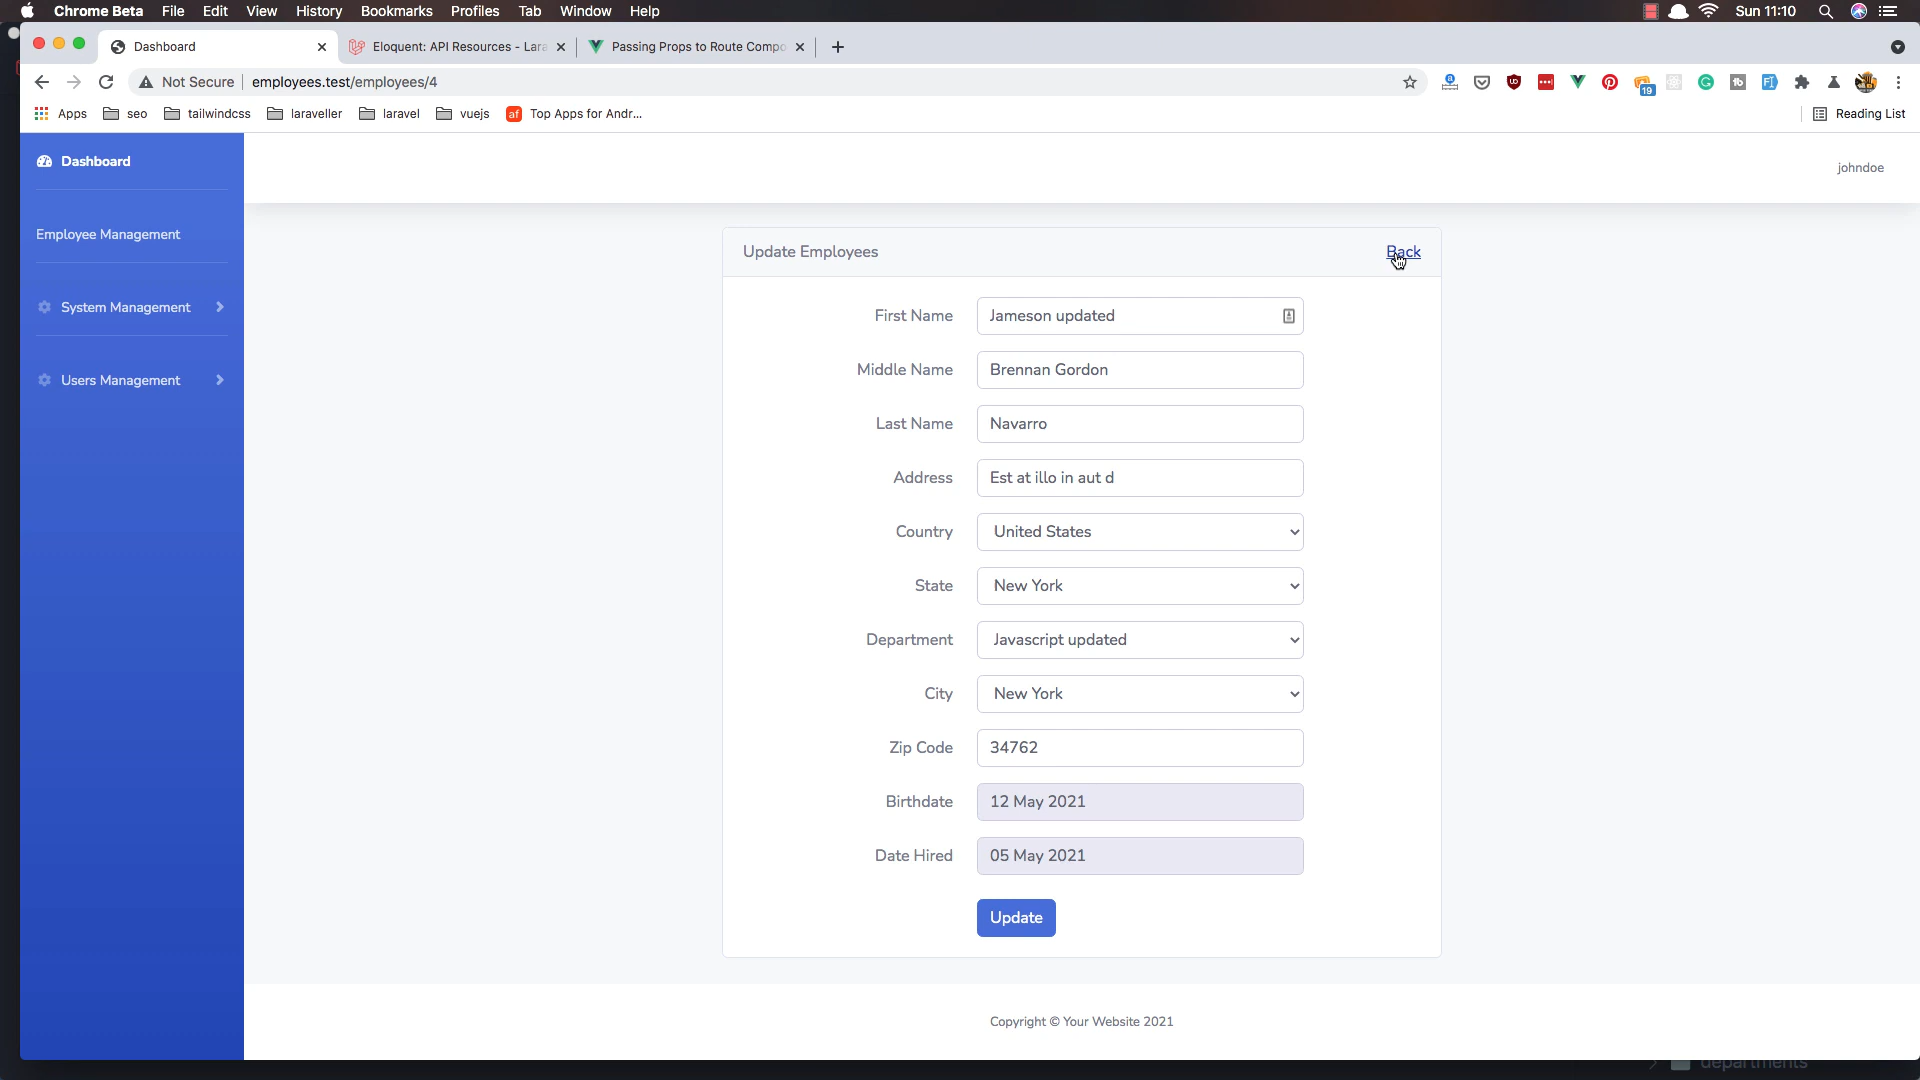 Chrome Beta File Edit View History Bookmarks Profiles Tab Window Help Sun 11:10
Dashboard Eloquent: API Resources - Lara Passing Props to Route Compo
Not Secure employees.test/employees/4 19
Apps seo tailwindcss laraveller laravel vuejs af Top Apps for Andr... Reading List
Dashboard
johndoe
Employee Management
System Management
Users Management
Update Employees Back
First Name Jameson updated
Middle Name Brennan Gordon
Last Name Navarro
Address Est at illo in aut d
Country United States
State New York
Department Javascript updated
City New York
Zip Code 34762
Birthdate 12 May 2021
Date Hired 05 May 2021
Update
Copyright © Your Website 2021
departments